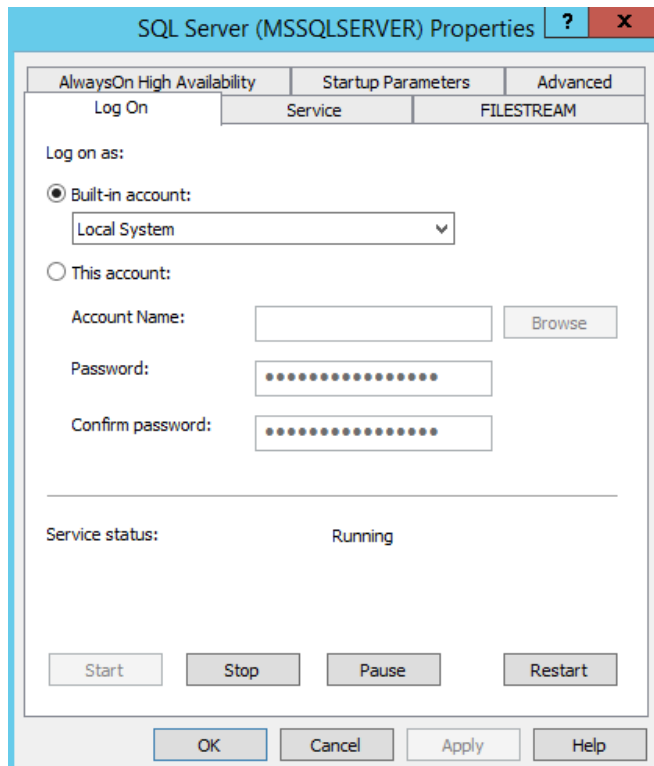 SQL Server (MSSQLSERVER) Properties ? x
AlwaysOn High Availability Startup Parameters Advanced
Log On Service FILESTREAM
Log on as:
Built-in account:
Local System
This account:
Account Name: Browse
Password: ●●●●●●●●●●●●●●●●
Confirm password: ●●●●●●●●●●●●●●●●
Service status: Running
Start Stop Pause Restart
OK Cancel Apply Help